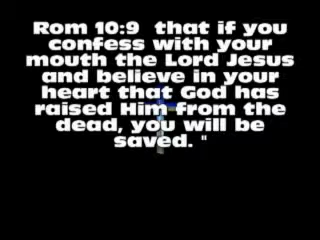 Rom 10:9  that if you
confess with your
mouth the Lord Jesus
and believe in your
heart that God has
raised Him from the
dead, you will be
saved. "